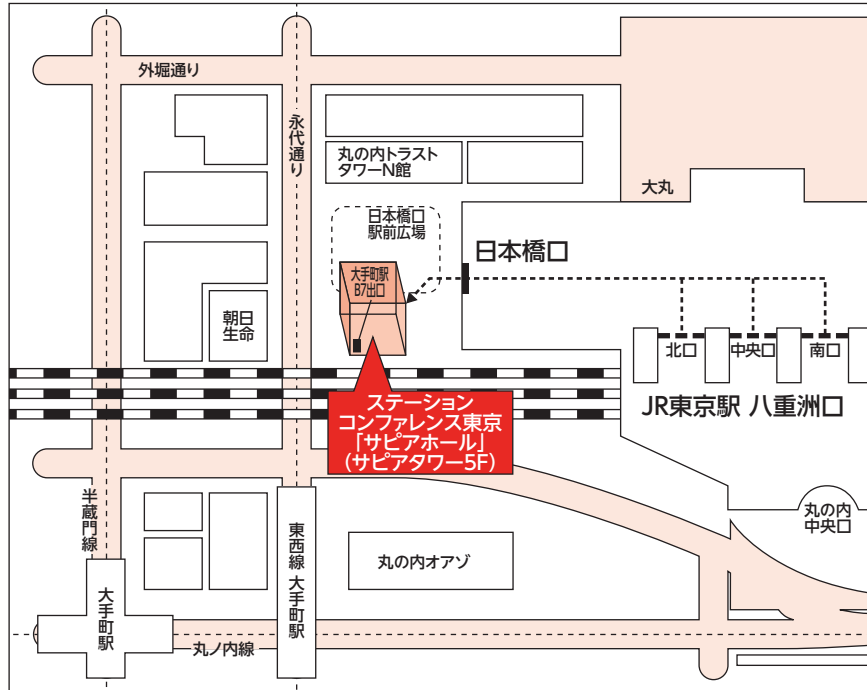 外堀通り
永代通り
丸の内トラスト
タワーN館
大丸
日本橋口
駅前広場
日本橋口
大手町駅
B7出口
朝日
生命
北口
中央口
南口
JR東京駅 八重洲口
ステーション
コンファレンス東京
「サピアホール」
(サピアタワー5F)
半蔵門線
東西線 大手町駅
丸の内オアゾ
丸の内
中央口
大手町駅
丸ノ内線